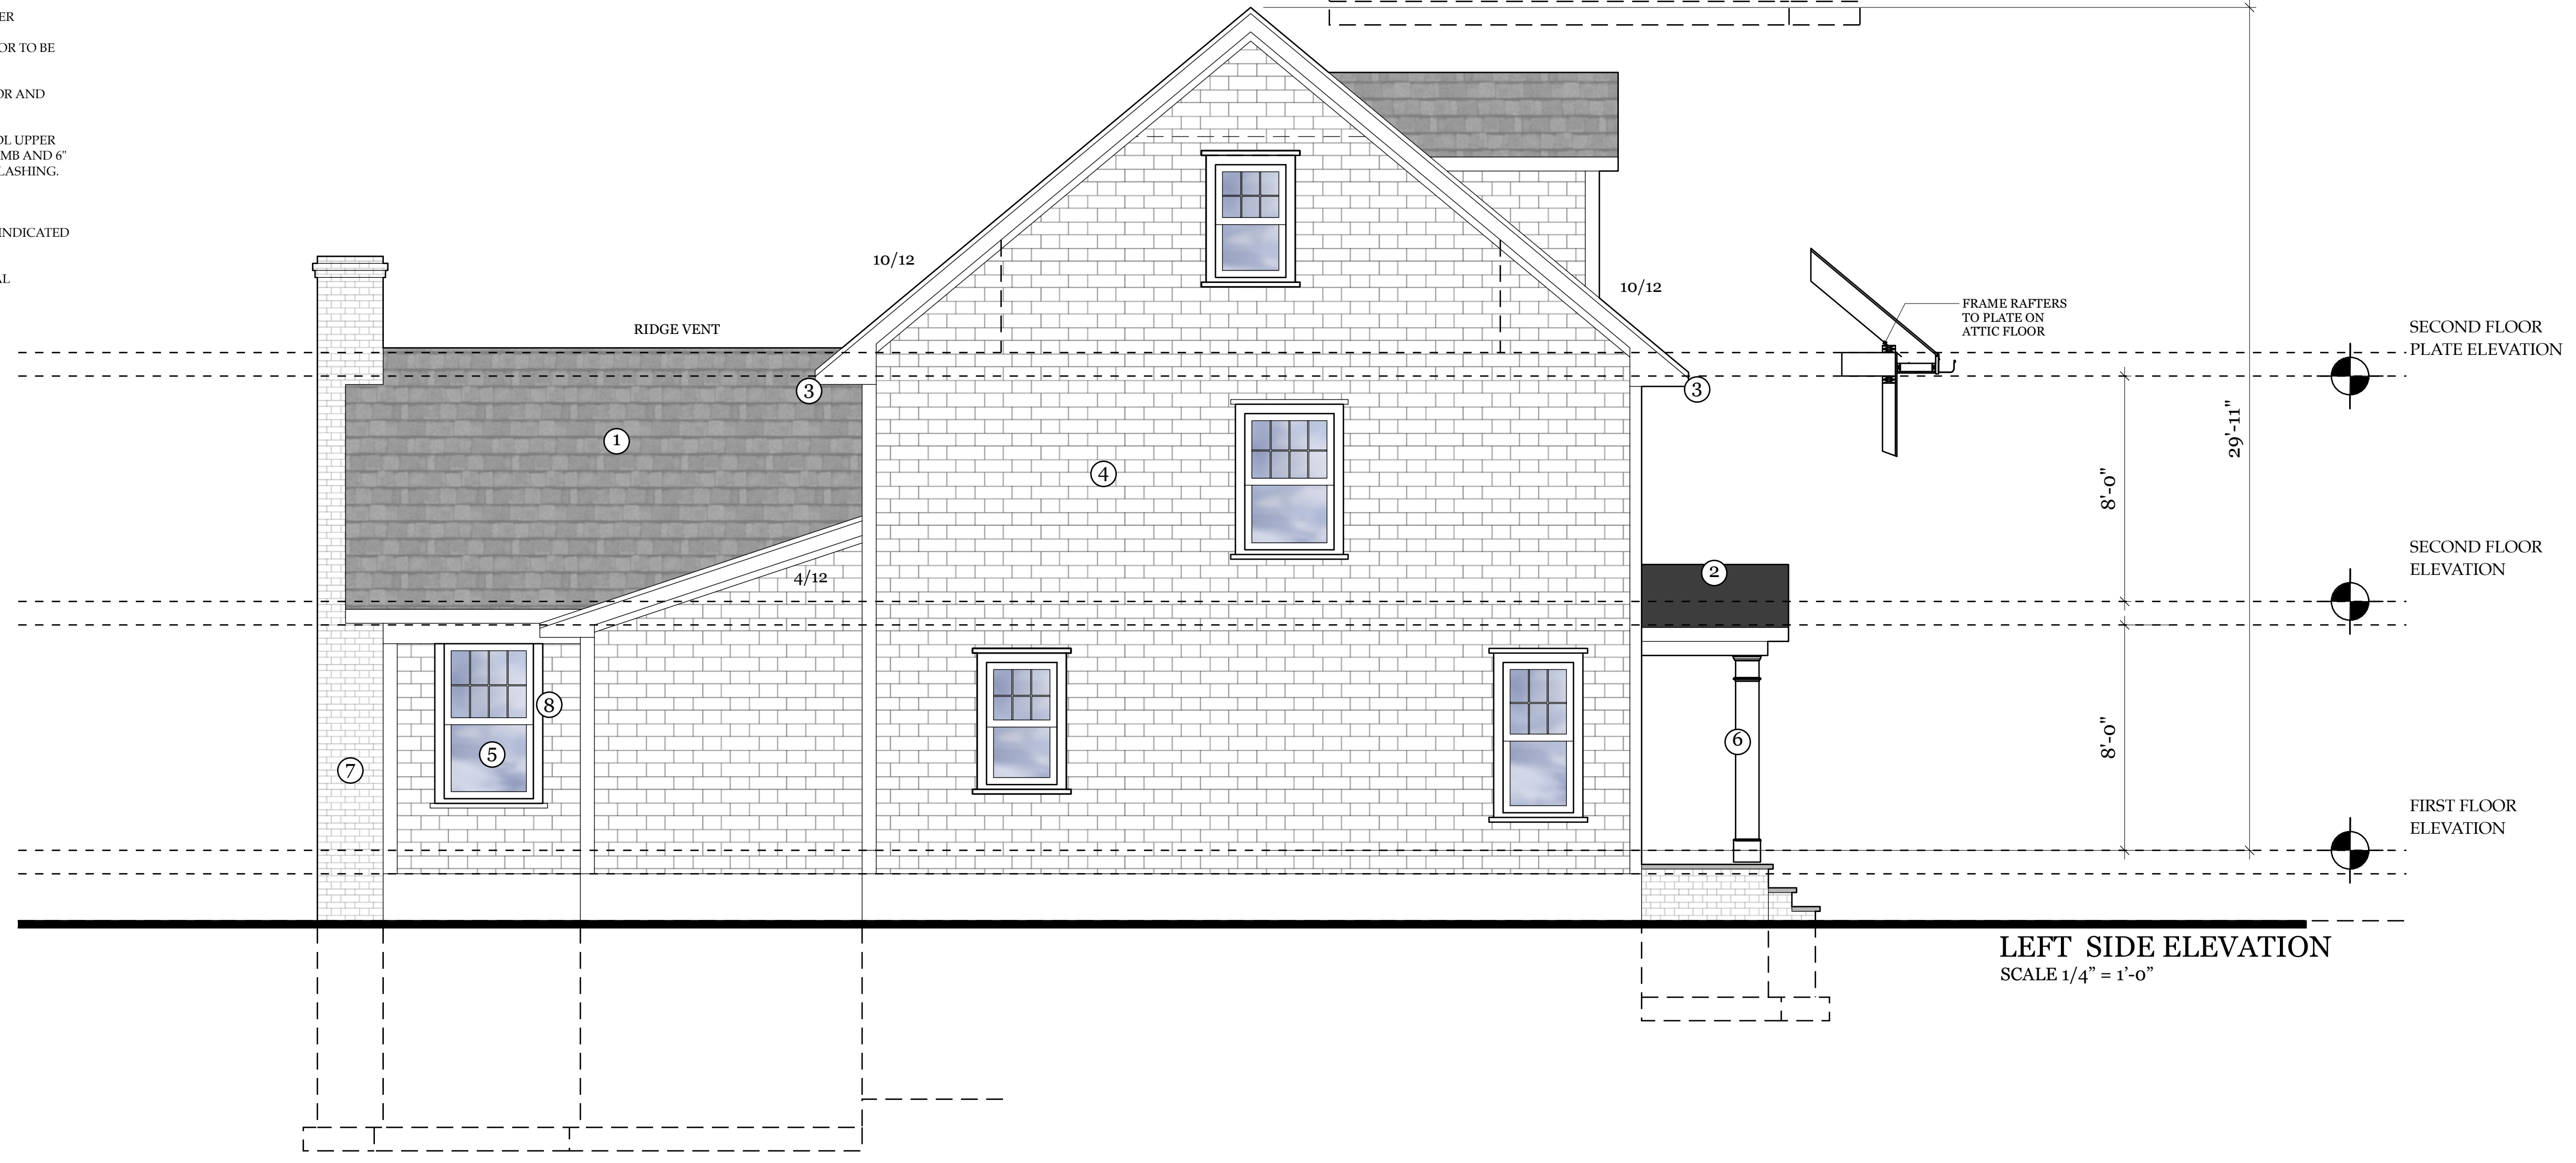 ER
OR TO BE
OR AND
OL UPPER
MB AND 6"
LASHING.
INDICATED
AL
10/12
10/12
RIDGE VENT
FRAME RAFTERS
TO PLATE ON
ATTIC FLOOR
SECOND FLOOR
PLATE ELEVATION
3
3
1
4
29'-11"
8'-0"
4/12
2
SECOND FLOOR
ELEVATION
8
5
7
6
8'-0"
FIRST FLOOR
ELEVATION
LEFT SIDE ELEVATION
SCALE 1/4” = 1’-0”